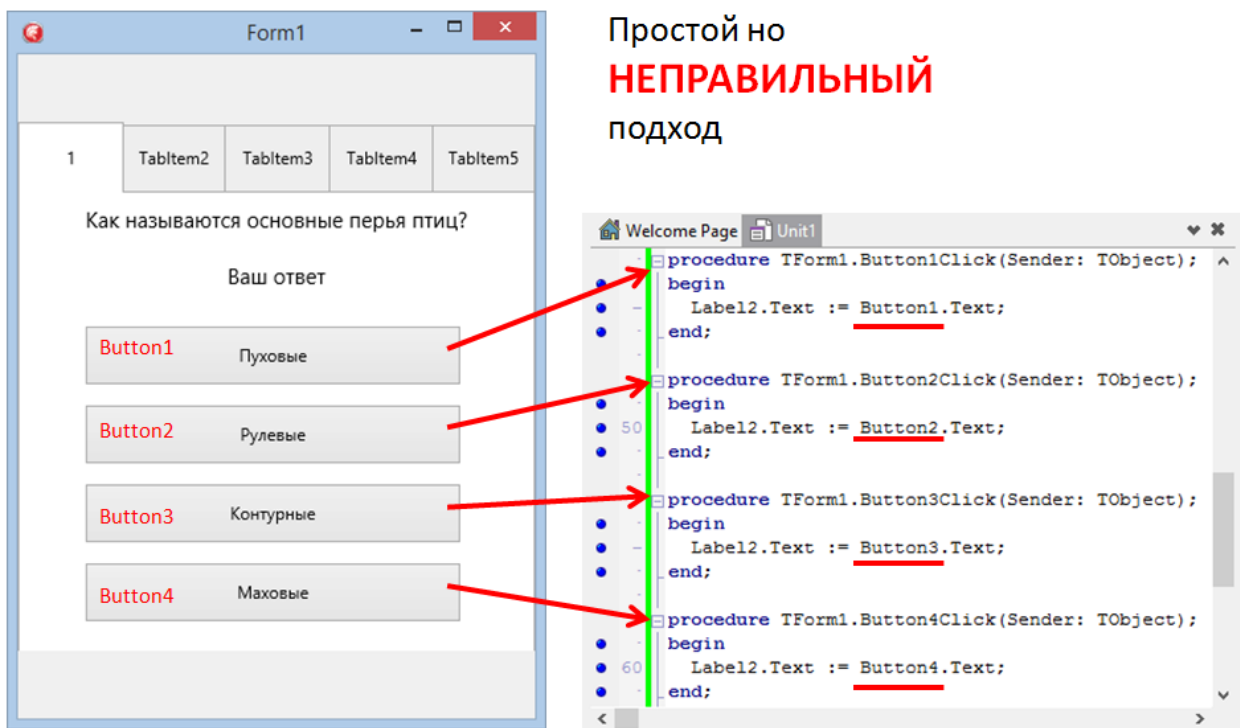 Form1
1
TabItem2
TabItem3
TabItem4
TabItem5
Как называются основные перья птиц?
Ваш ответ
Button1 Пуховые
Button2 Рулевые
Button3 Контурные
Button4 Маховые
Простой но
НЕПРАВИЛЬНЫЙ
подход
Welcome Page Unit1
procedure TForm1.Button1Click(Sender: TObject);
begin
Label2.Text := Button1.Text;
end;
procedure TForm1.Button2Click(Sender: TObject);
begin
50 Label2.Text := Button2.Text;
end;
procedure TForm1.Button3Click(Sender: TObject);
begin
Label2.Text := Button3.Text;
end;
procedure TForm1.Button4Click(Sender: TObject);
begin
60 Label2.Text := Button4.Text;
end;